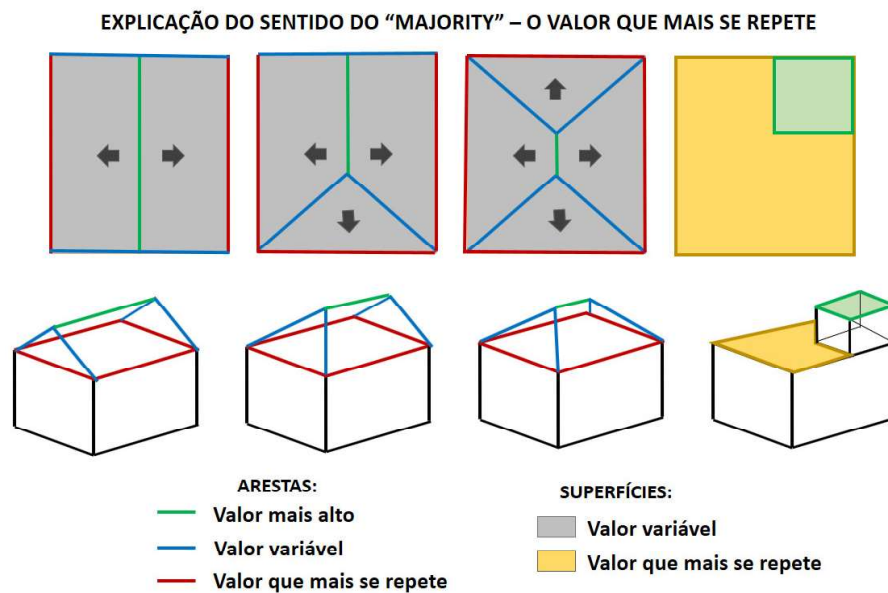 EXPLICAÇÃO DO SENTIDO DO “MAJORITY” – O VALOR QUE MAIS SE REPETE
ARESTAS:
Valor mais alto
Valor variável
Valor que mais se repete
SUPERFÍCIES:
Valor variável
Valor que mais se repete